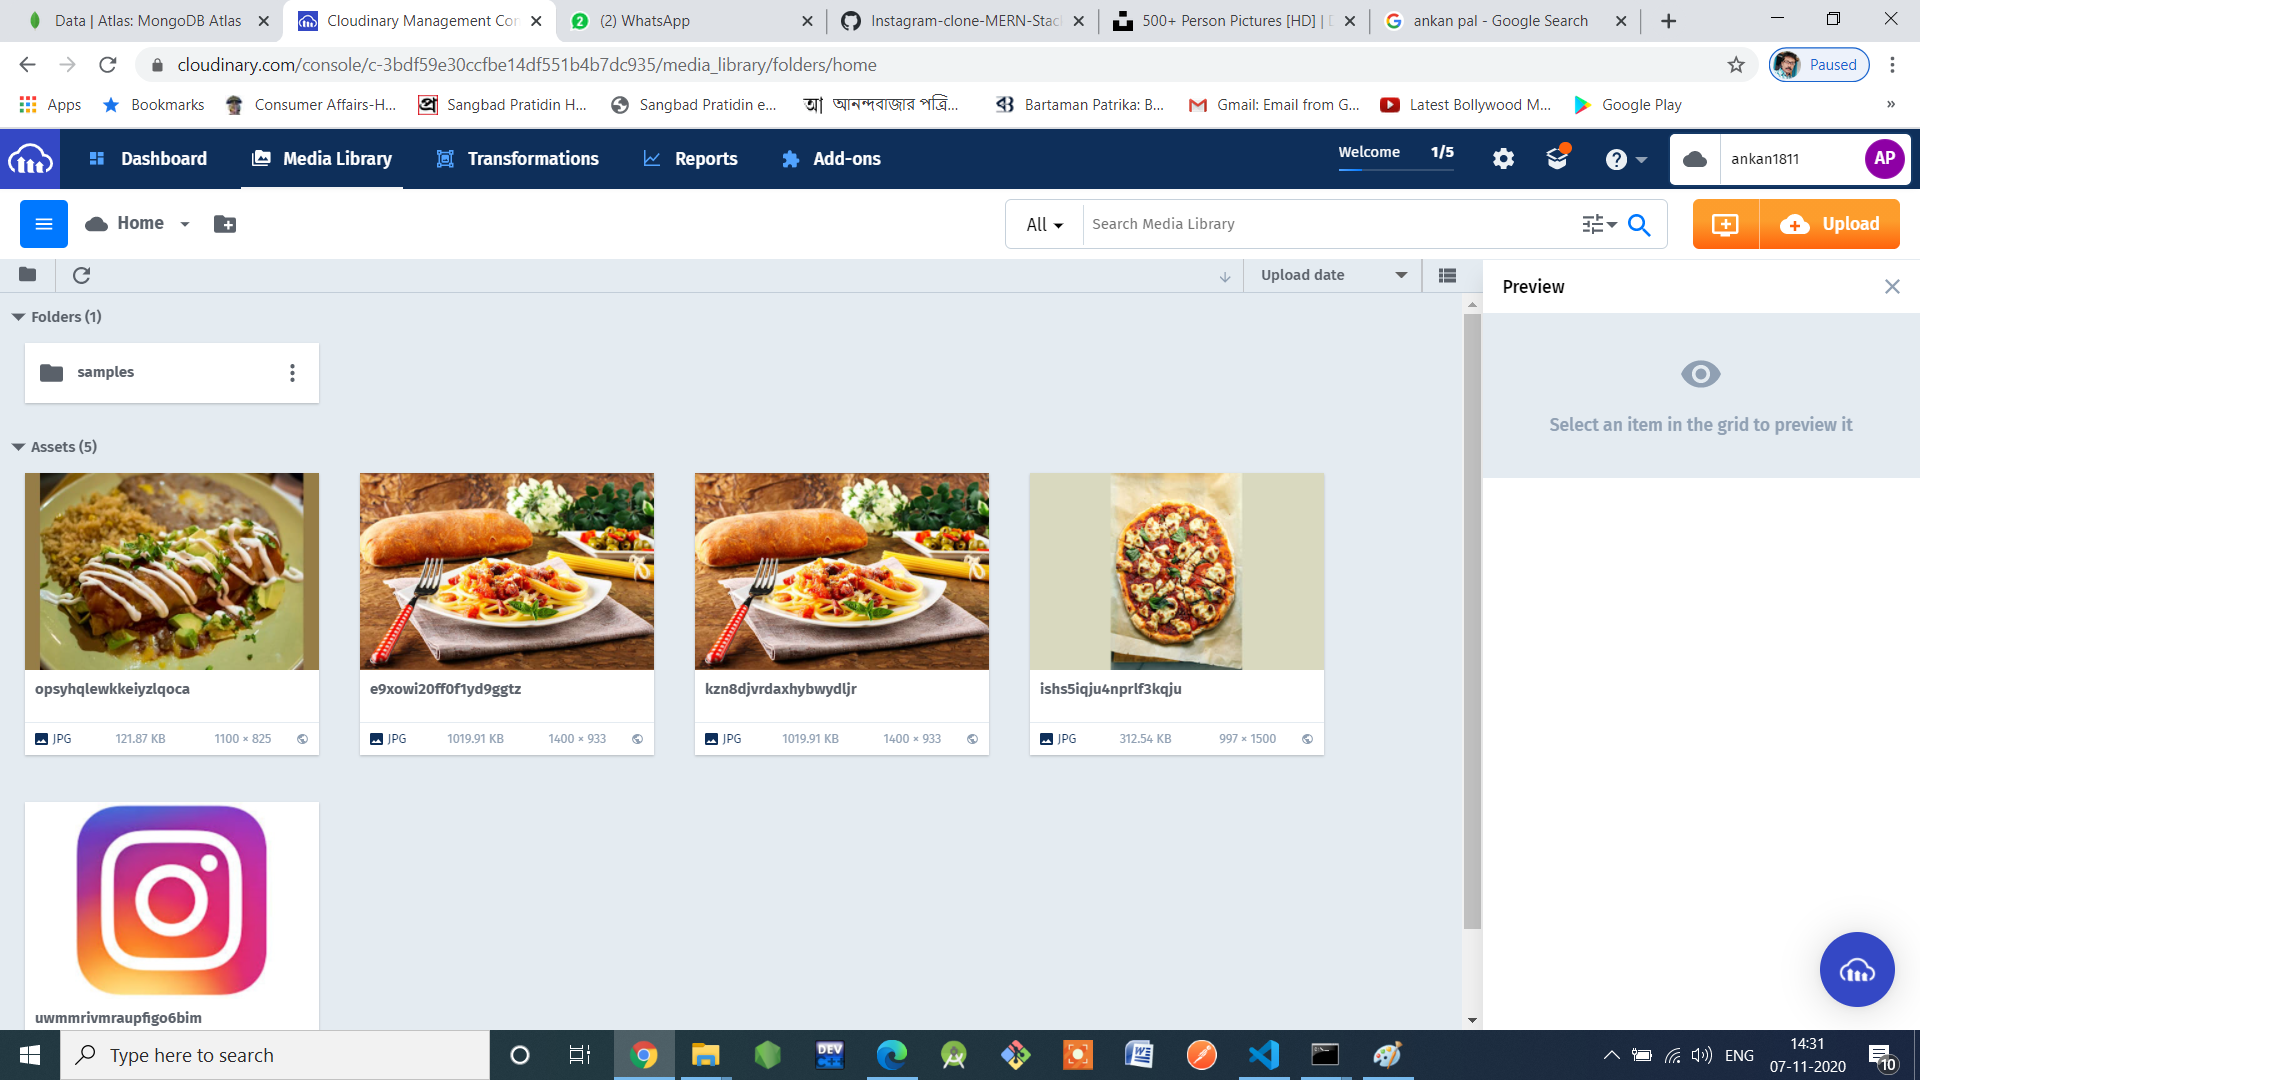 Data | Atlas: MongoDB Atlas
Cloudinary Management Con
(2) WhatsApp
Instagram-clone-MERN-Stac
500+ Person Pictures [HD] | D
ankan pal - Google Search
cloudinary.com/console/c-3bdf59e30ccfbe14df551b4b7dc935/media_library/folders/home
Paused
Apps
Bookmarks
Consumer Affairs-H...
Sangbad Pratidin H...
Sangbad Pratidin e...
আনন্দবাজার পত্রি...
Bartaman Patrika: B...
Gmail: Email from G...
Latest Bollywood M...
Google Play
»
Dashboard
Media Library
Transformations
Reports
Add-ons
Welcome 1/5
ankan1811
AP
Home
All
Search Media Library
Upload
Upload date
Preview
Folders (1)
samples
Select an item in the grid to preview it
Assets (5)
opsyhqlewkkeiyzlqoca
e9xowi20ff0f1yd9ggtz
kzn8djvrdaxhybwydljr
ishs5iqju4nprlf3kqju
JPG 121.87 KB 1100 × 825
JPG 1019.91 KB 1400 × 933
JPG 1019.91 KB 1400 × 933
JPG 312.54 KB 997 × 1500
uwmmrivmraupfigo6bim
Type here to search
DEV
ENG
14:31
07-11-2020
10